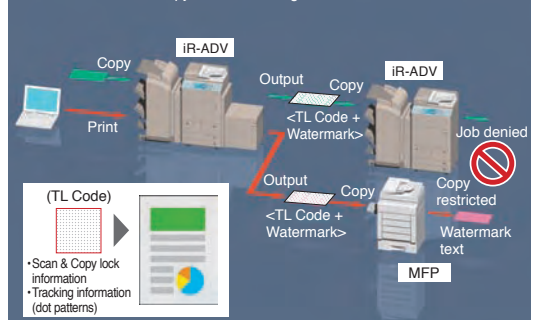 iR-ADV
Copy
Print
Output
Copy
<TL Code +
Watermark>
iR-ADV
Job denied
Output
<TL Code +
Watermark>
Copy
Copy
restricted
Watermark
text
MFP
(TL Code)
•Scan & Copy lock
information
•Tracking information
(dot patterns)